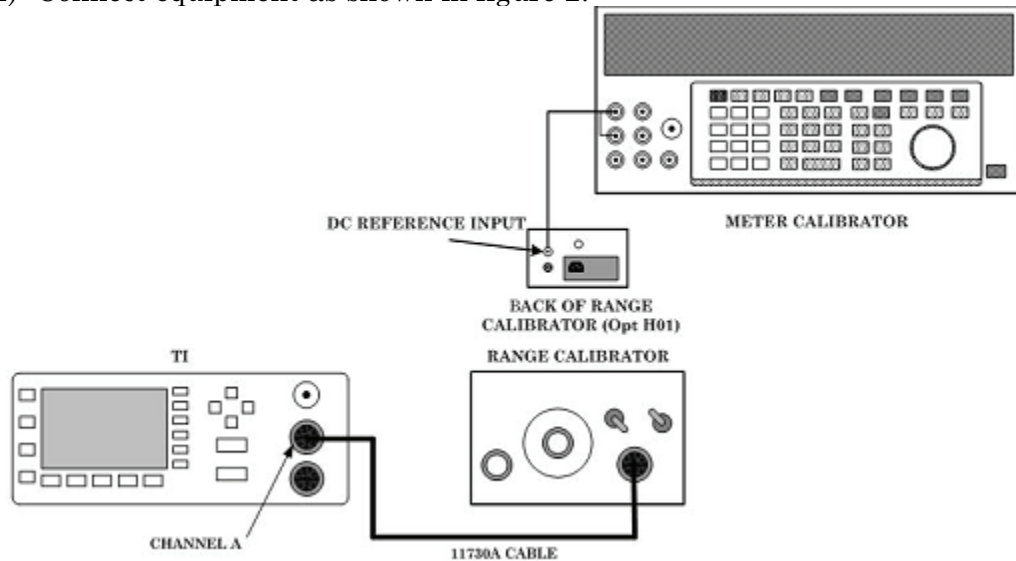 Connect equipment as shown in figure 2.
METER CALIBRATOR
DC REFERENCE INPUT
BACK OF RANGE
CALIBRATOR (Opt H01)
TI
RANGE CALIBRATOR
CHANNEL A
11730A CABLE